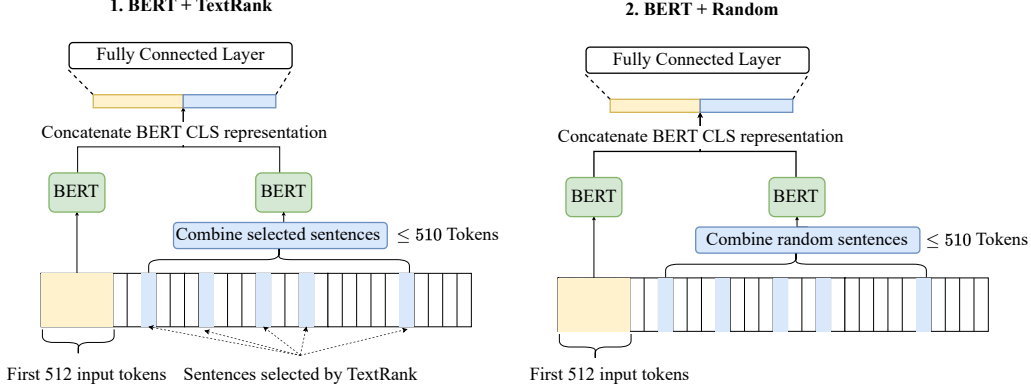 1. BERT + TextRank
Fully Connected Layer
Concatenate BERT CLS representation
BERT
BERT
Combine selected sentences
≤ 510 Tokens
First 512 input tokens
Sentences selected by TextRank
2. BERT + Random
Fully Connected Layer
Concatenate BERT CLS representation
BERT
BERT
Combine random sentences
≤ 510 Tokens
First 512 input tokens